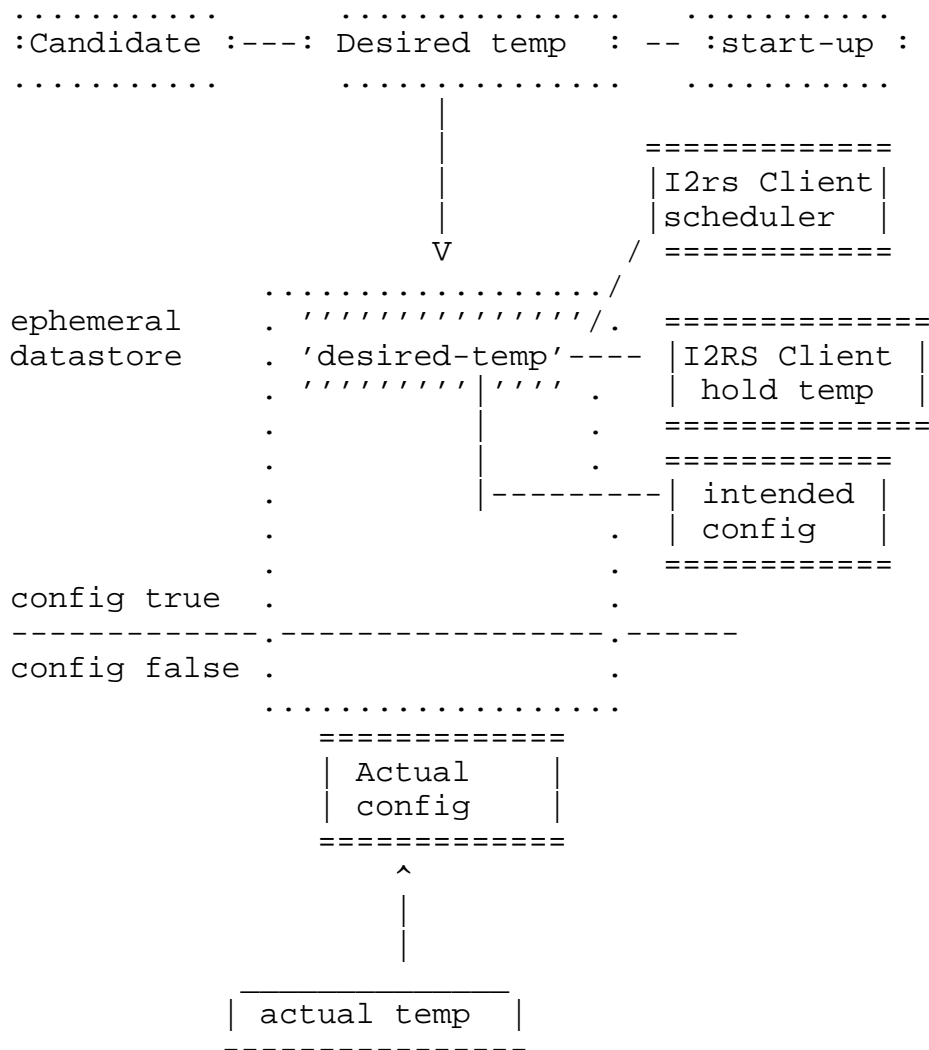 Candidate Desired temp start-up
I2rs Client
scheduler
ephemeral
datastore desired-temp I2RS Client
hold temp
intended
config
config true
config false
Actual
config
actual temp